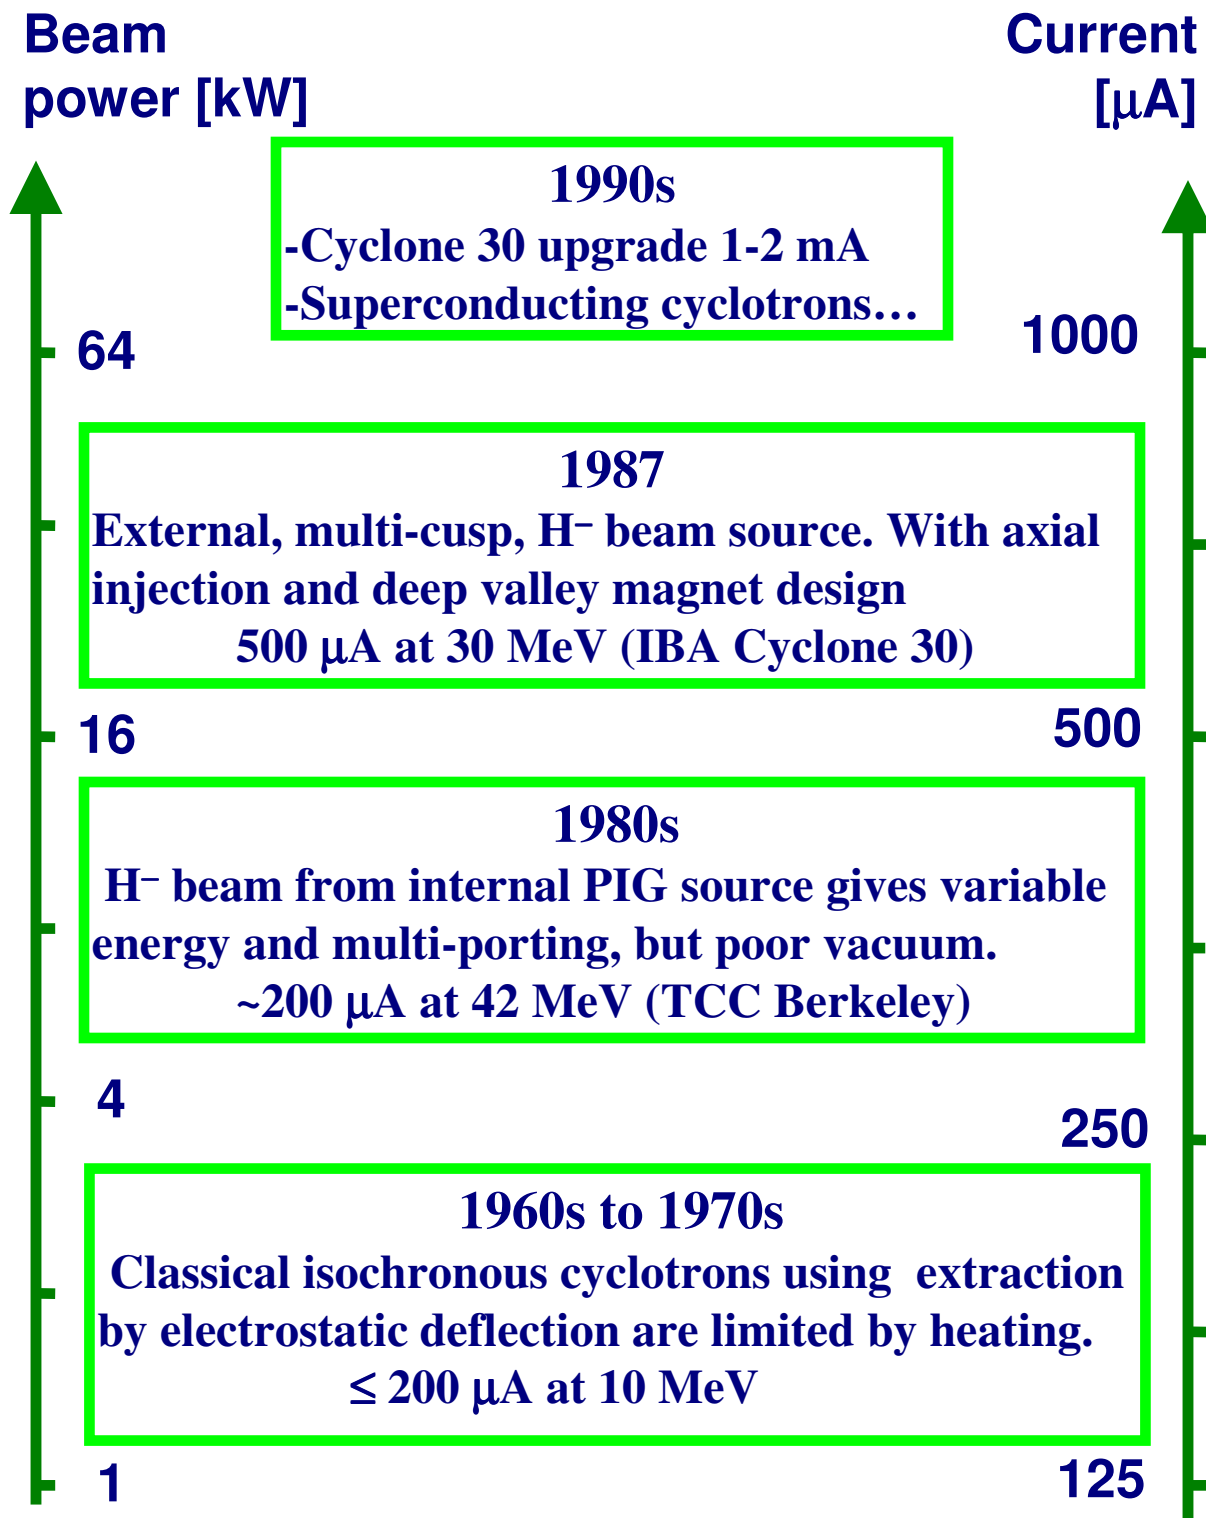 Beam
power [kW]
Current
[μA]
1990s
-Cyclone 30 upgrade 1-2 mA
-Superconducting cyclotrons…
64
1000
1987
External, multi-cusp, H⁻ beam source. With axial
injection and deep valley magnet design
500 μA at 30 MeV (IBA Cyclone 30)
16
500
1980s
H⁻ beam from internal PIG source gives variable
energy and multi-porting, but poor vacuum.
~200 μA at 42 MeV (TCC Berkeley)
4
250
1960s to 1970s
Classical isochronous cyclotrons using extraction
by electrostatic deflection are limited by heating.
≤ 200 μA at 10 MeV
1
125